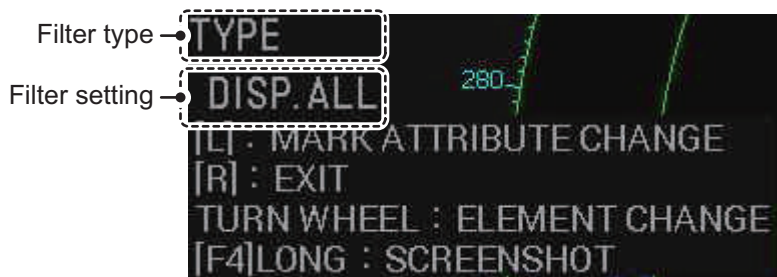 Filter type
TYPE
Filter setting
DISP. ALL
280
[L] : MARK ATTRIBUTE CHANGE
[R] : EXIT
TURN WHEEL : ELEMENT CHANGE
[F4]LONG : SCREENSHOT